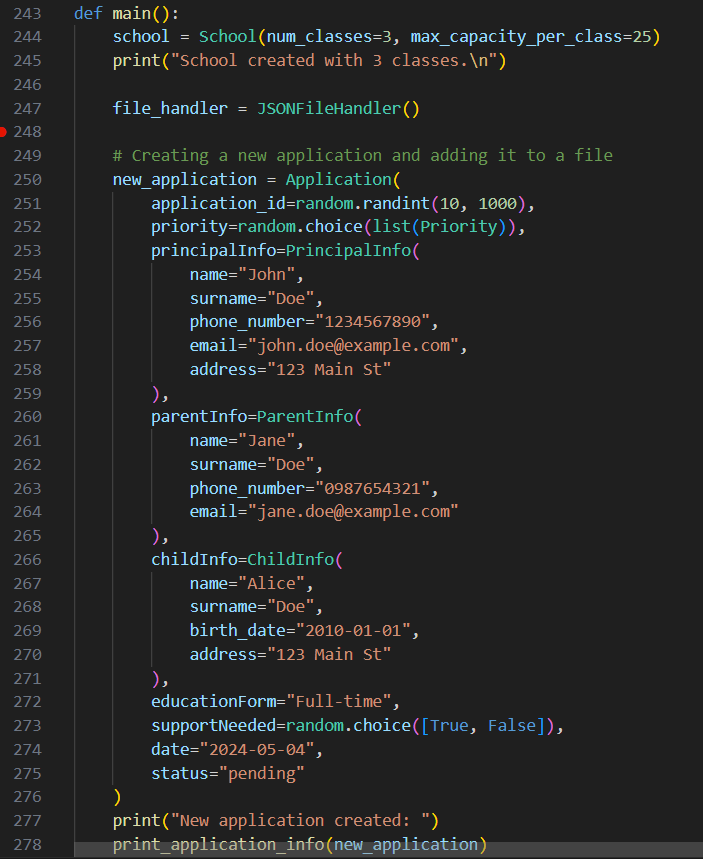 243 def main():
244     school = School(num_classes=3, max_capacity_per_class=25)
245     print("School created with 3 classes.\n")
246
247     file_handler = JSONFileHandler()
248
249     # Creating a new application and adding it to a file
250     new_application = Application(
251         application_id=random.randint(10, 1000),
252         priority=random.choice(list(Priority)),
253         principalInfo=PrincipalInfo(
254             name="John",
255             surname="Doe",
256             phone_number="1234567890",
257             email="john.doe@example.com",
258             address="123 Main St"
259         ),
260         parentInfo=ParentInfo(
261             name="Jane",
262             surname="Doe",
263             phone_number="0987654321",
264             email="jane.doe@example.com"
265         ),
266         childInfo=ChildInfo(
267             name="Alice",
268             surname="Doe",
269             birth_date="2010-01-01",
270             address="123 Main St"
271         ),
272         educationForm="Full-time",
273         supportNeeded=random.choice([True, False]),
274         date="2024-05-04",
275         status="pending"
276     )
277     print("New application created: ")
278     print_application_info(new_application)